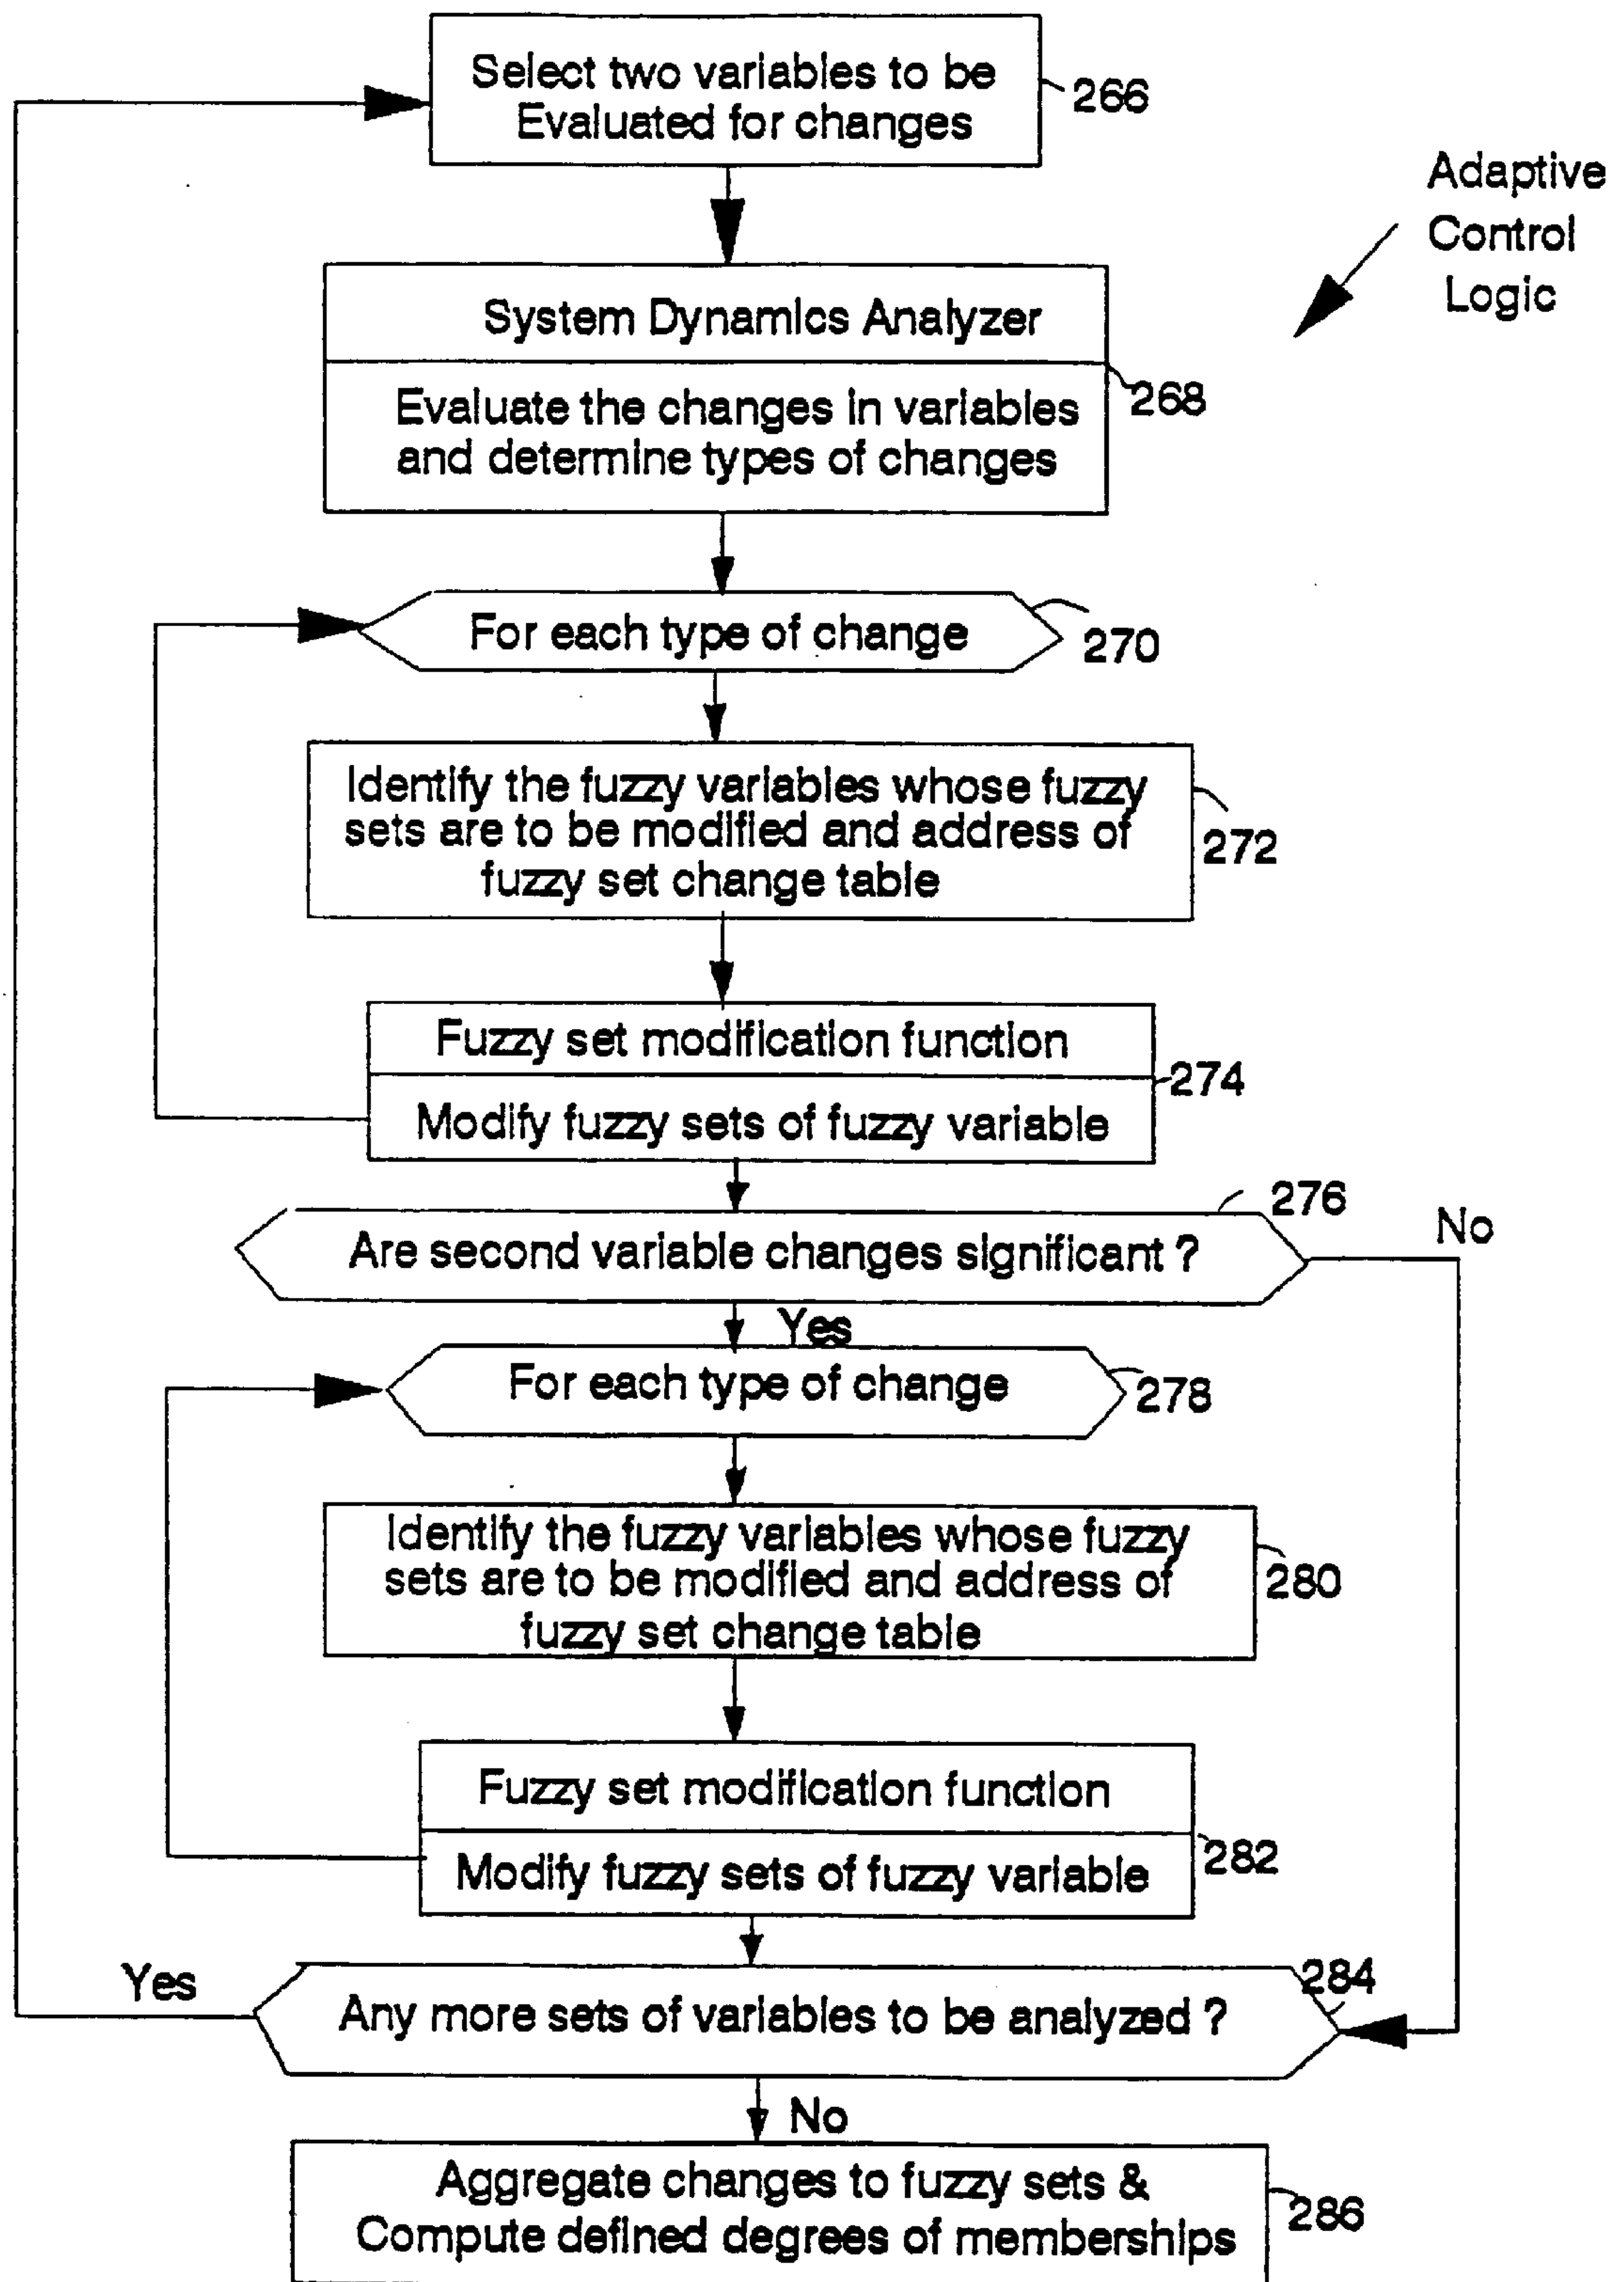 Select two variables to be
Evaluated for changes
266
Adaptive
Control
Logic
System Dynamics Analyzer
268
Evaluate the changes in variables
and determine types of changes
For each type of change
270
Identify the fuzzy variables whose fuzzy
sets are to be modified and address of
fuzzy set change table
272
Fuzzy set modification function
274
Modify fuzzy sets of fuzzy variable
276
Are second variable changes significant ?
No
Yes
For each type of change
278
Identify the fuzzy variables whose fuzzy
sets are to be modified and address of
fuzzy set change table
280
Fuzzy set modification function
282
Modify fuzzy sets of fuzzy variable
Yes
284
Any more sets of variables to be analyzed ?
No
Aggregate changes to fuzzy sets &
Compute defined degrees of memberships
286